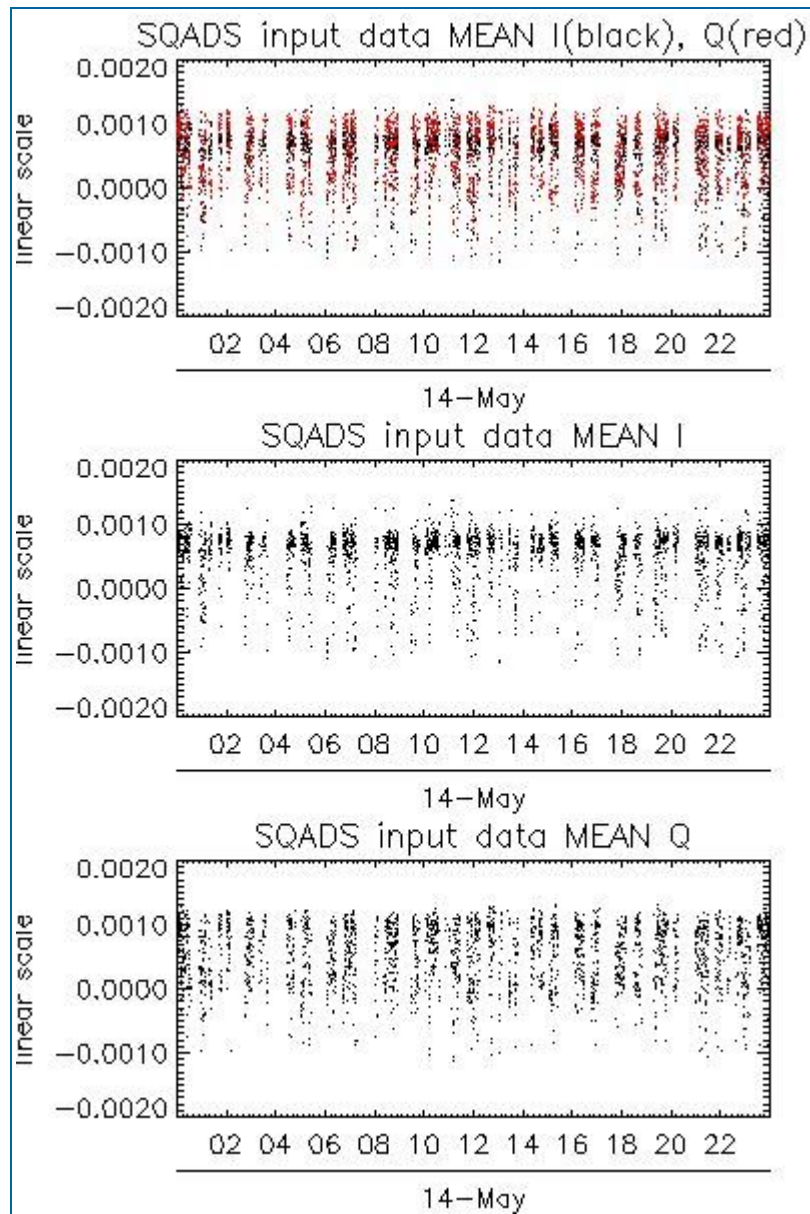 SQADS input data MEAN I(black), Q(red)
0.0020
0.0010
0.0000
−0.0010
−0.0020
linear scale
02 04 06 08 10 12 14 16 18 20 22
14−May
SQADS input data MEAN I
0.0020
0.0010
0.0000
−0.0010
−0.0020
linear scale
02 04 06 08 10 12 14 16 18 20 22
14−May
SQADS input data MEAN Q
0.0020
0.0010
0.0000
−0.0010
−0.0020
linear scale
02 04 06 08 10 12 14 16 18 20 22
14−May